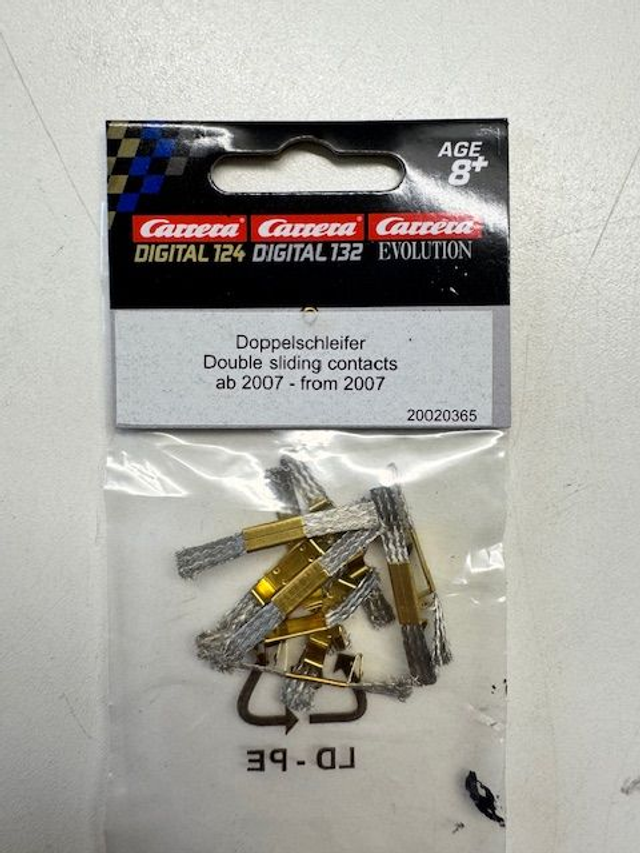 AGE
8+
Carrera Carrera Carrera
DIGITAL 124 DIGITAL 132 EVOLUTION
Doppelschleifer
Double sliding contacts
ab 2007 - from 2007
20020365
LD - PE